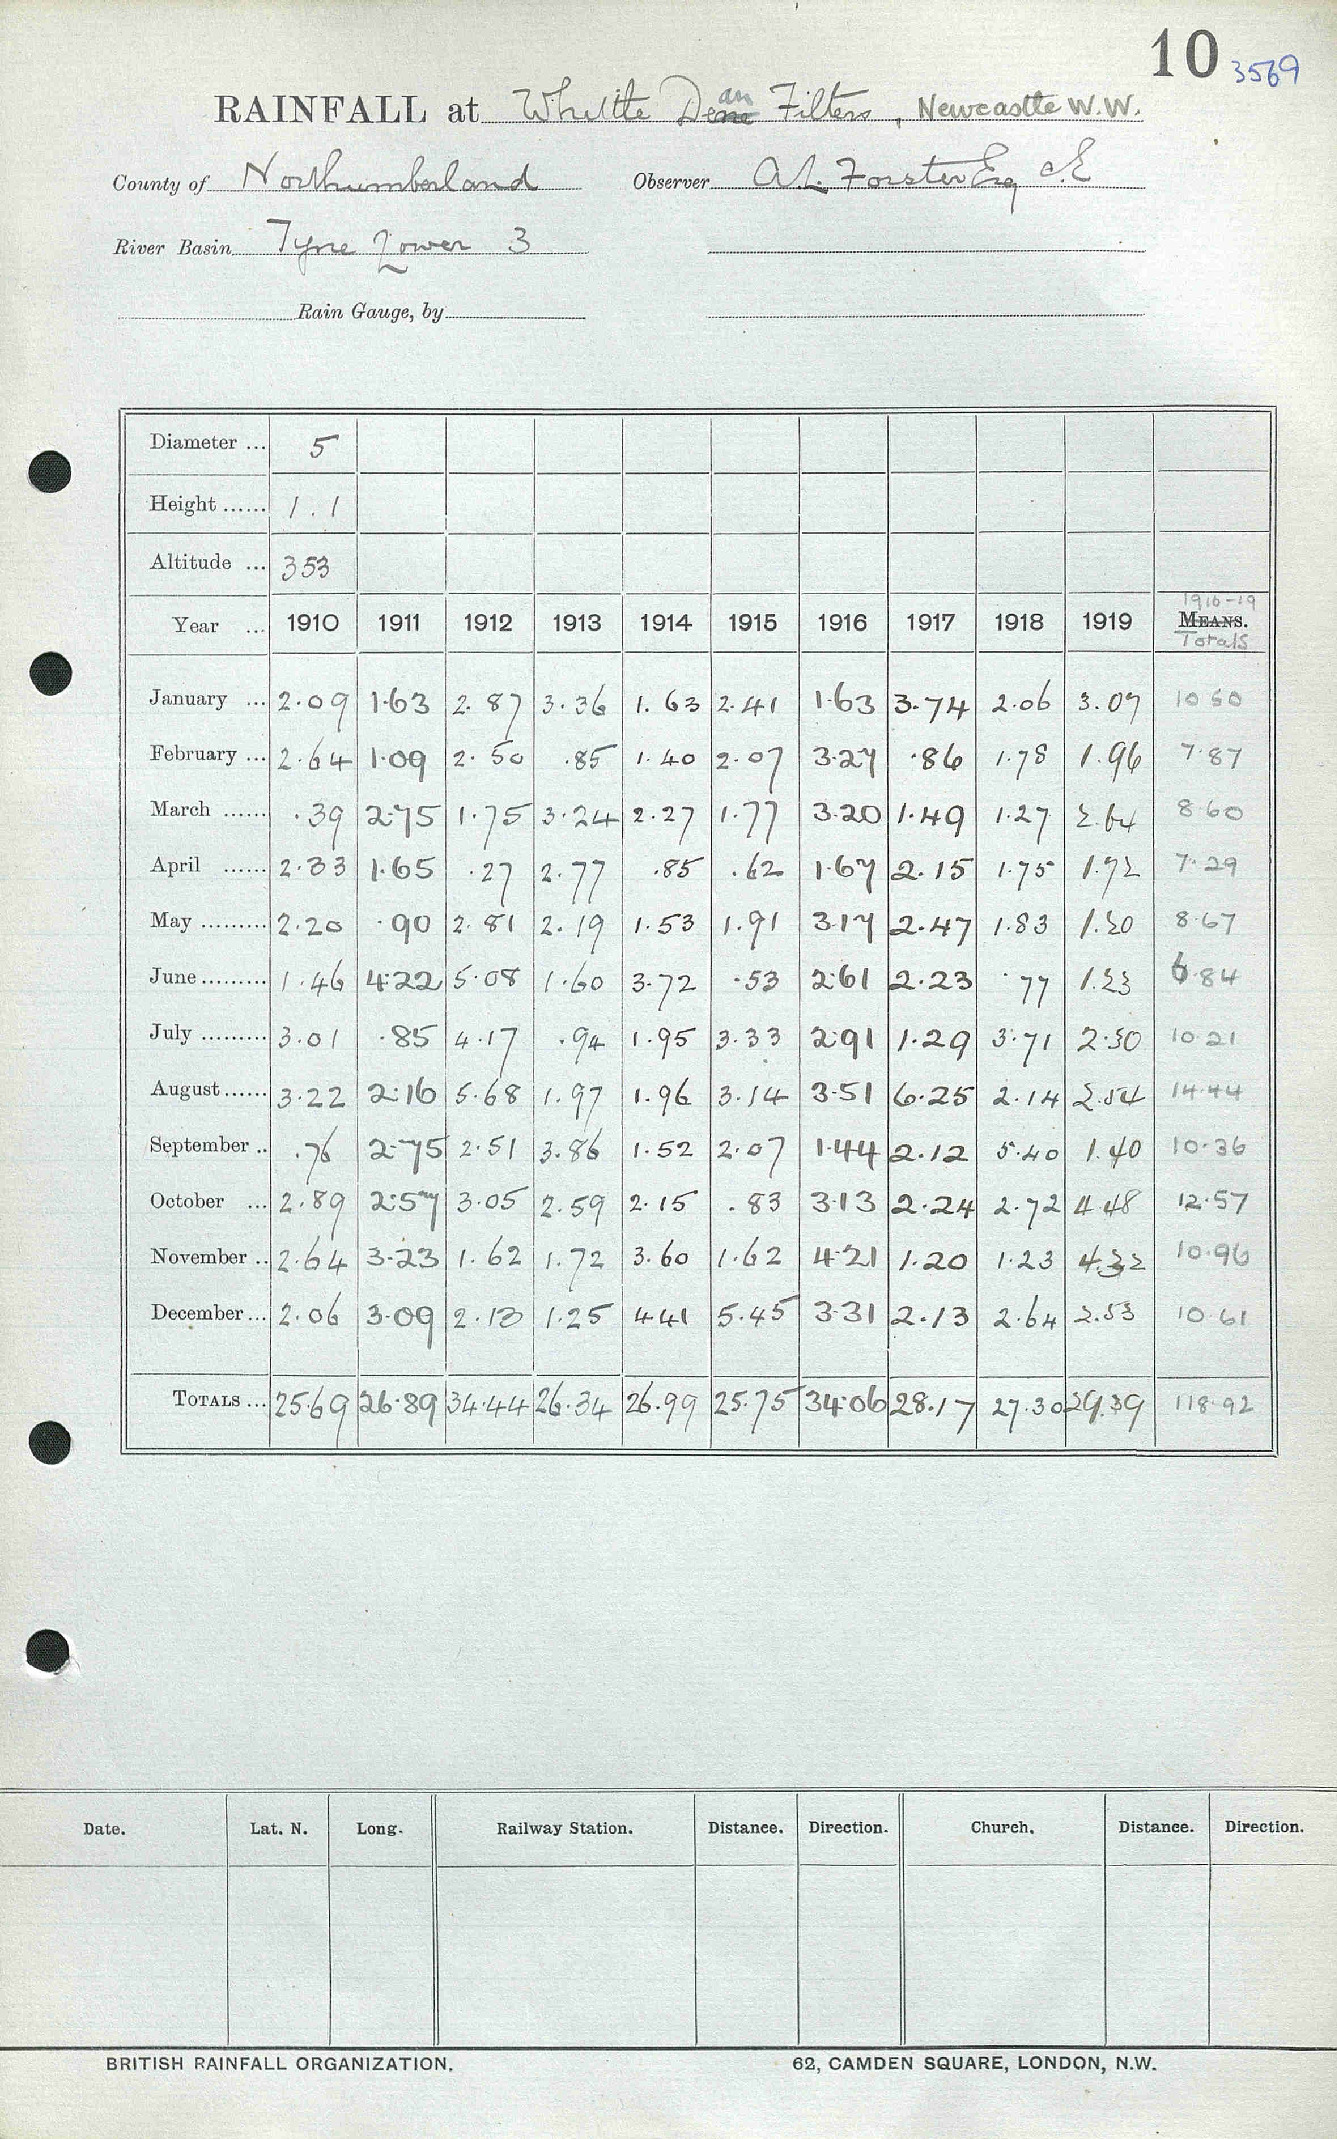 10 3569
RAINFALL at Whittle Dene an Filters, Newcastle W.W.
County of Northumberland Observer A.L. Forster Esq C.E
River Basin Tyne Lower 3
Rain Gauge, by
Diameter ... 5
Height ...... 1.1
Altitude ... 353
1916-19
Year ... 1910 1911 1912 1913 1914 1915 1916 1917 1918 1919 MEANS.
Totals
January ... 2.09 1.63 2.87 3.36 1.63 2.41 1.63 3.74 2.06 3.07 10.50
February ... 2.64 1.09 2.50 .85 1.40 2.07 3.27 .86 1.78 1.96 7.87
March ...... .39 2.75 1.75 3.24 2.27 1.77 3.20 1.49 1.27 2.64 8.60
April ...... 2.33 1.65 .27 2.77 .85 .62 1.67 2.15 1.75 1.72 7.29
May ......... 2.20 .90 2.81 2.19 1.53 1.91 3.17 2.47 1.83 1.20 8.67
June ......... 1.46 4.22 5.08 1.60 3.72 .53 2.61 2.23 .77 1.23 6.84
July ......... 3.01 .85 4.17 .94 1.95 3.33 2.91 1.29 3.71 2.30 10.21
August ...... 3.22 2.16 5.68 1.97 1.96 3.14 3.51 6.25 2.14 2.54 14.44
September .. .76 2.75 2.51 3.86 1.52 2.07 1.44 2.12 5.40 1.40 10.36
October ... 2.89 2.57 3.05 2.59 2.15 .83 3.13 2.24 2.72 4.48 12.57
November .. 2.64 3.23 1.62 1.72 3.60 1.62 4.21 1.20 1.23 4.32 10.96
December ... 2.06 3.09 2.13 1.25 4.41 5.45 3.31 2.13 2.64 2.53 10.61
TOTALS ... 25.69 26.89 34.44 26.34 26.99 25.75 34.06 28.17 27.30 29.39 118.92
Date. Lat. N. Long. Railway Station. Distance. Direction. Church. Distance. Direction.
BRITISH RAINFALL ORGANIZATION. 62, CAMDEN SQUARE, LONDON, N.W.